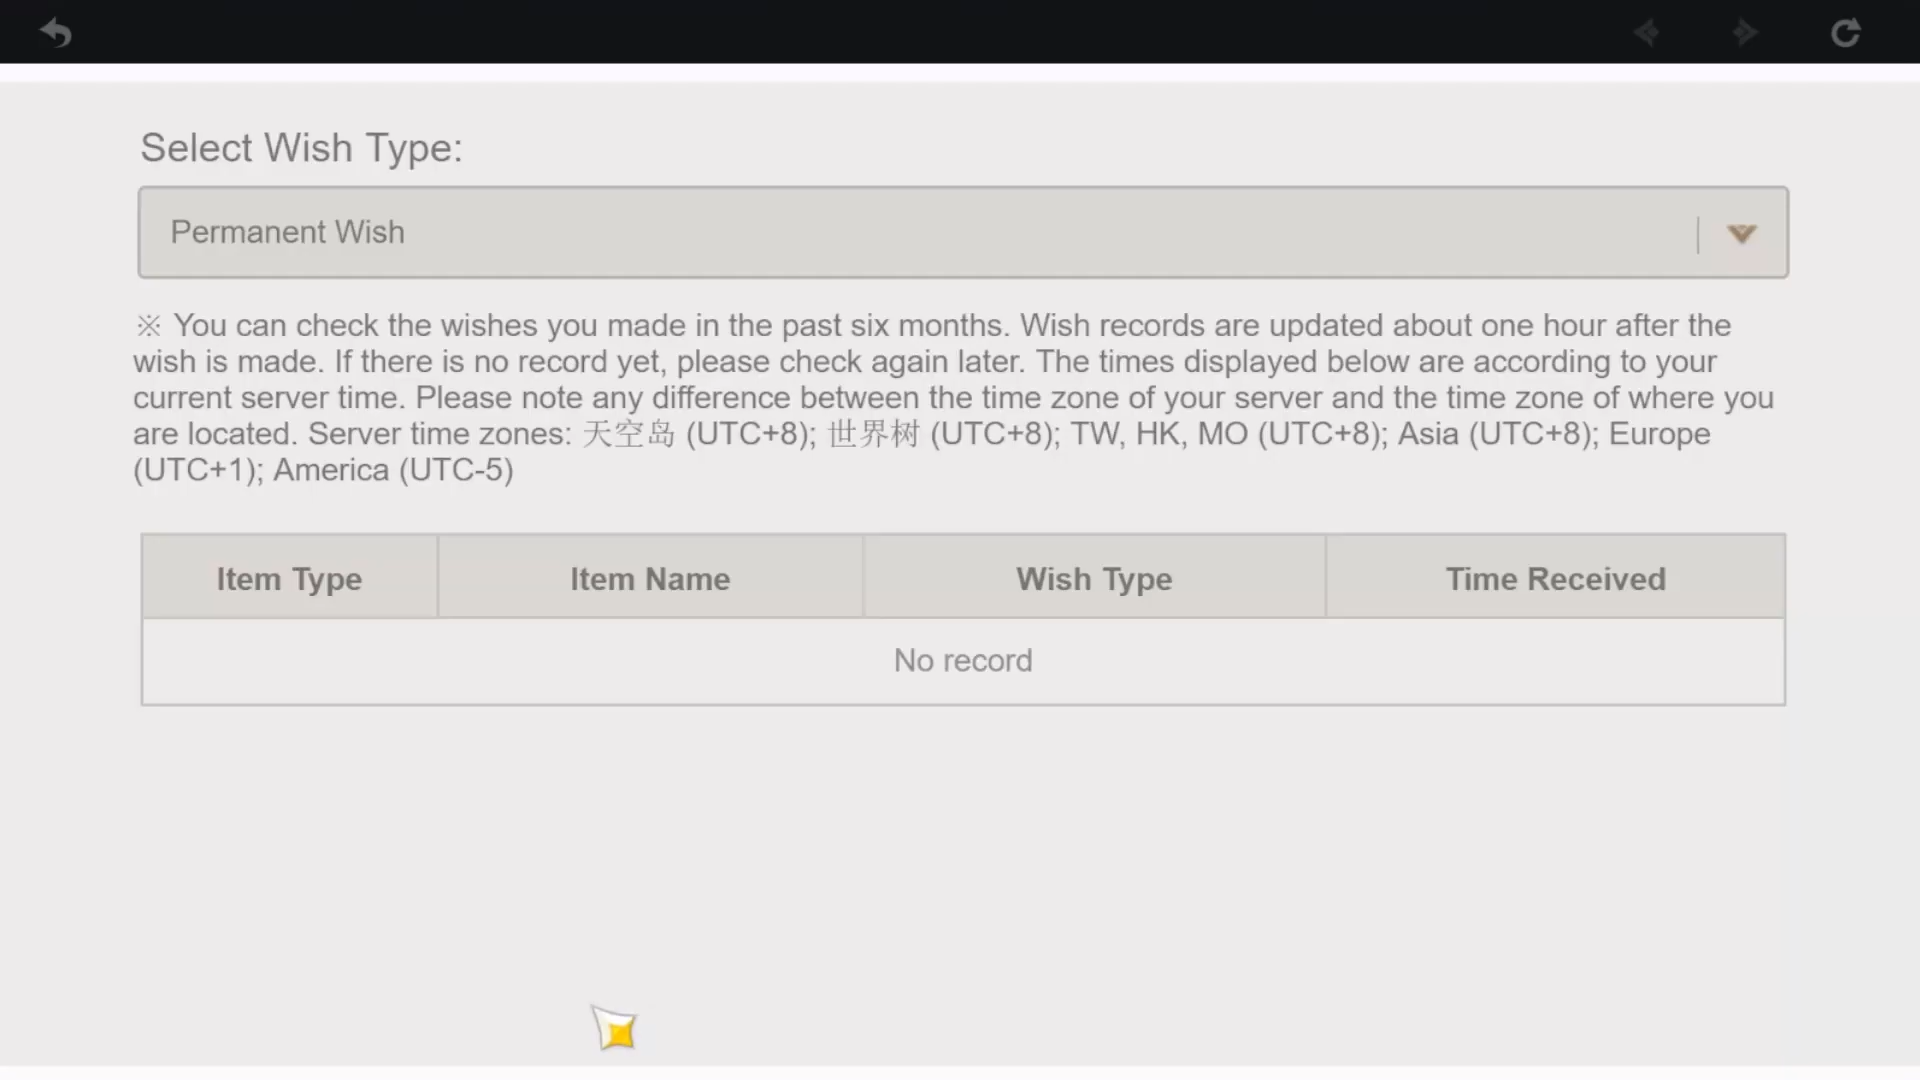 Select Wish Type:
Permanent Wish
※ You can check the wishes you made in the past six months. Wish records are updated about one hour after the
wish is made. If there is no record yet, please check again later. The times displayed below are according to your
current server time. Please note any difference between the time zone of your server and the time zone of where you
are located. Server time zones: 天空岛 (UTC+8); 世界树 (UTC+8); TW, HK, MO (UTC+8); Asia (UTC+8); Europe
(UTC+1); America (UTC-5)
Item Type Item Name Wish Type Time Received
No record